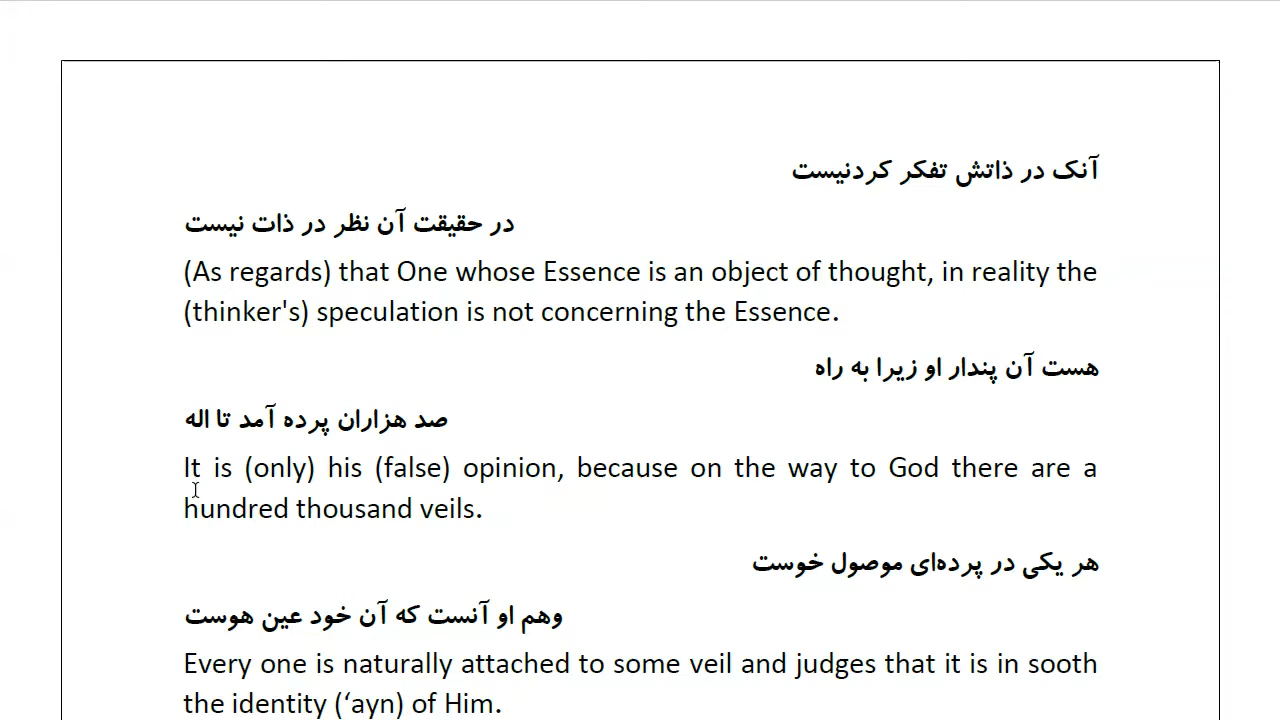 آنک در ذاتش تفکر کردنیست
در حقیقت آن نظر در ذات نیست
(As regards) that One whose Essence is an object of thought, in reality the
(thinker's) speculation is not concerning the Essence.
هست آن پندار او زیرا به راه
صد هزاران پرده آمد تا اله
It is (only) his (false) opinion, because on the way to God there are a
hundred thousand veils.
هر یکی در پرده‌ای موصول خوست
وهم او آنست که آن خود عین هوست
Every one is naturally attached to some veil and judges that it is in sooth
the identity (‘ayn) of Him.